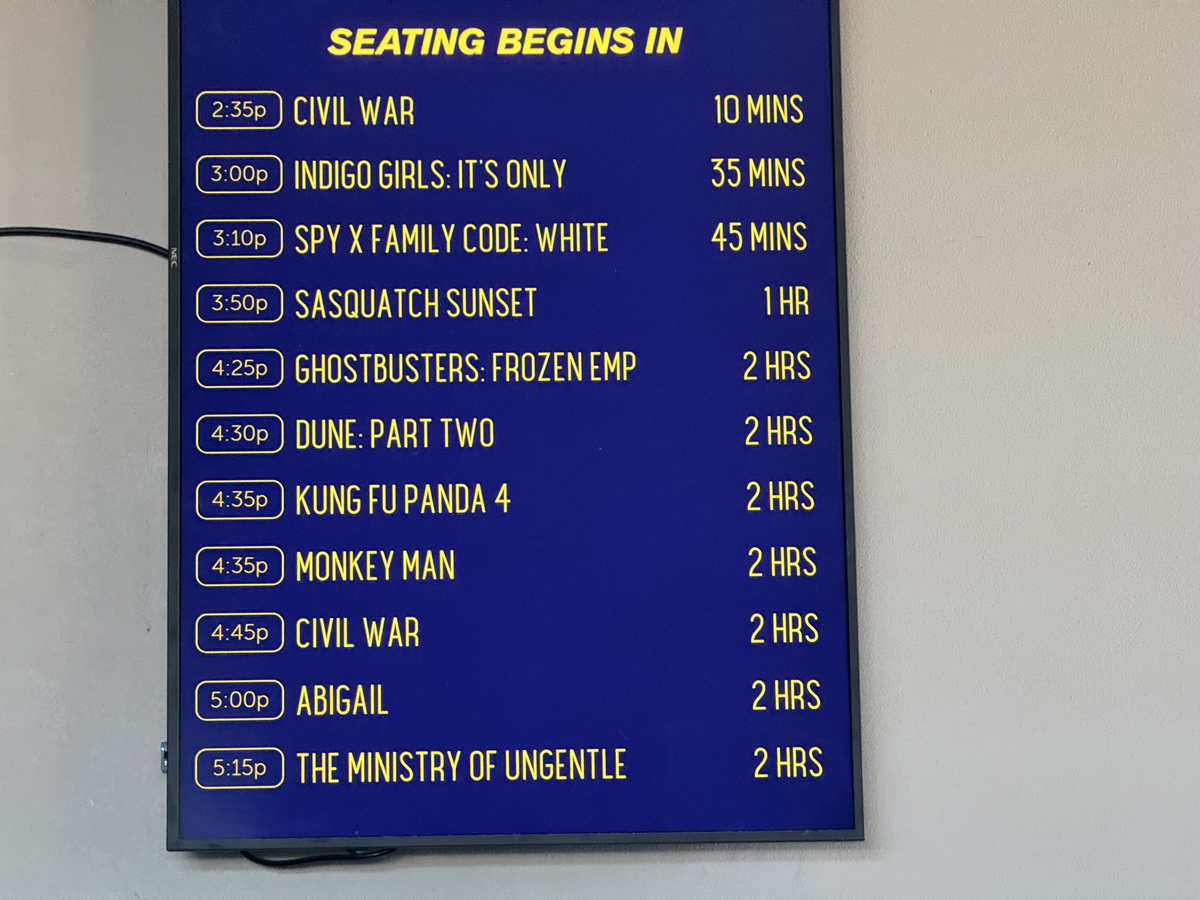 SEATING BEGINS IN
2:35p CIVIL WAR 10 MINS
3:00p INDIGO GIRLS: IT'S ONLY 35 MINS
3:10p SPY X FAMILY CODE: WHITE 45 MINS
3:50p SASQUATCH SUNSET 1 HR
4:25p GHOSTBUSTERS: FROZEN EMP 2 HRS
4:30p DUNE: PART TWO 2 HRS
4:35p KUNG FU PANDA 4 2 HRS
4:35p MONKEY MAN 2 HRS
4:45p CIVIL WAR 2 HRS
5:00p ABIGAIL 2 HRS
5:15p THE MINISTRY OF UNGENTLE 2 HRS
NEC